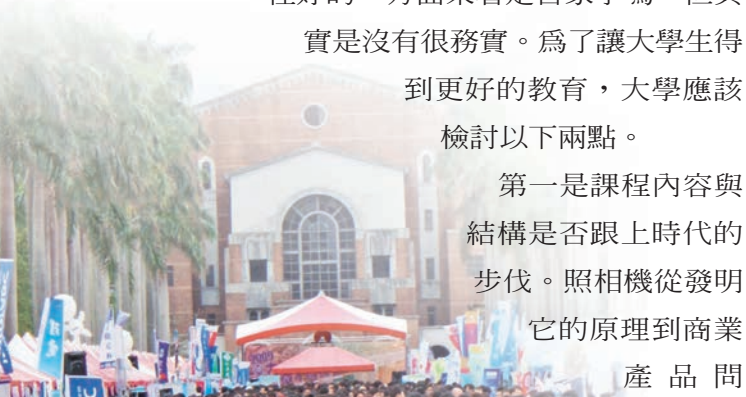 實是沒有很務實。爲了讓大學生得
到更好的教育，大學應該
檢討以下兩點。
第一是課程內容與
結構是否跟上時代的
步伐。照相機從發明
它的原理到商業
產品問